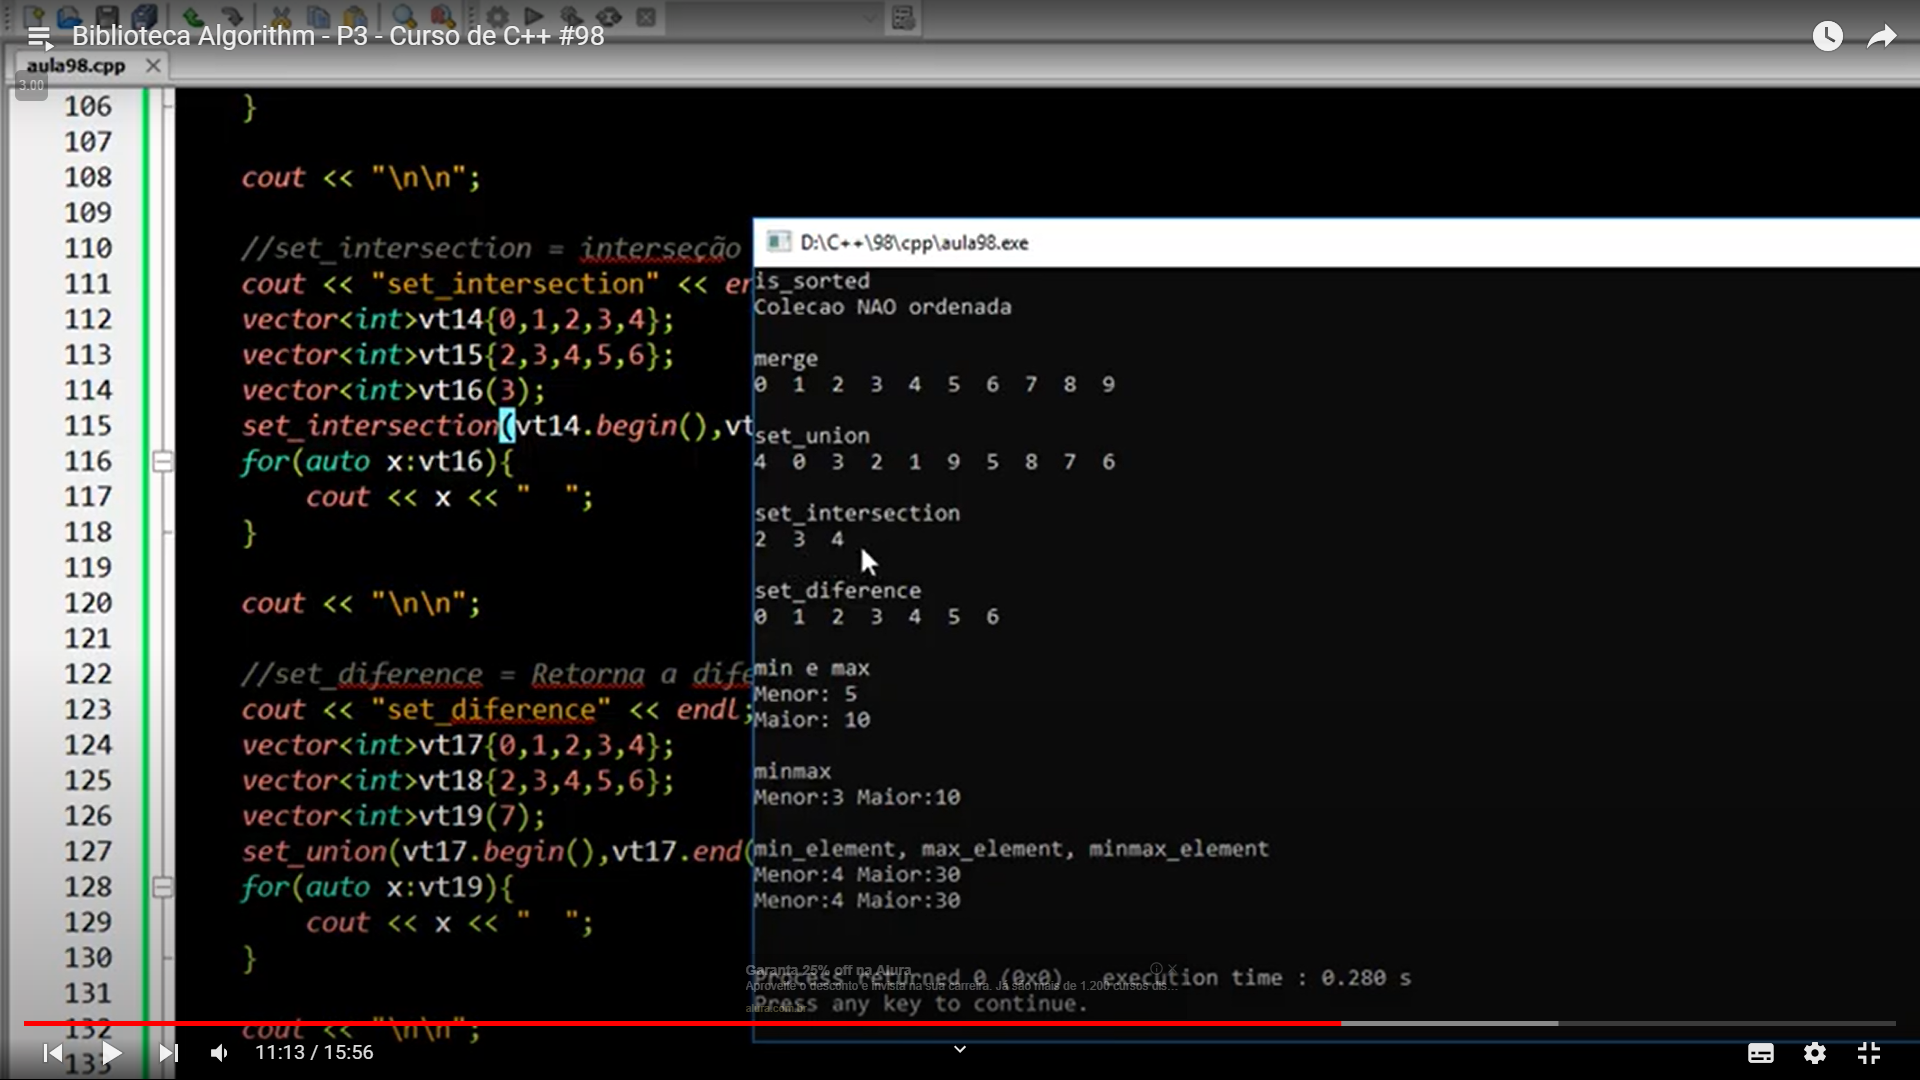 Biblioteca Algorithm - P3 - Curso de C++ #98
aula98.cpp
3.00
106 }
107
108 cout << "\n\n";
109
110 //set_intersection = interseção
111 cout << "set_intersection" << en
112 vector<int>vt14{0,1,2,3,4};
113 vector<int>vt15{2,3,4,5,6};
114 vector<int>vt16(3);
115 set_intersection(vt14.begin(),vt
116 for(auto x:vt16){
117 cout << x << "  ";
118 }
119
120 cout << "\n\n";
121
122 //set_diference = Retorna a dife
123 cout << "set_diference" << endl;
124 vector<int>vt17{0,1,2,3,4};
125 vector<int>vt18{2,3,4,5,6};
126 vector<int>vt19(7);
127 set_union(vt17.begin(),vt17.end(
128 for(auto x:vt19){
129 cout << x << "  ";
130 }
131
132 cout << "\n\n";
133
D:\C++\98\cpp\aula98.exe
is_sorted
Colecao NAO ordenada
merge
0 1 2 3 4 5 6 7 8 9
set_union
4 0 3 2 1 9 5 8 7 6
set_intersection
2 3 4
set_diference
0 1 2 3 4 5 6
min e max
Menor: 5
Maior: 10
minmax
Menor:3 Maior:10
min_element, max_element, minmax_element
Menor:4 Maior:30
Menor:4 Maior:30
Garanta 25% off na Alura
Process returned 0 (0x0) execution time : 0.280 s
Aproveite o desconto e invista na sua carreira. Já são mais de 1.200 cursos dis...
Press any key to continue.
alura.com.br
11:13 / 15:56